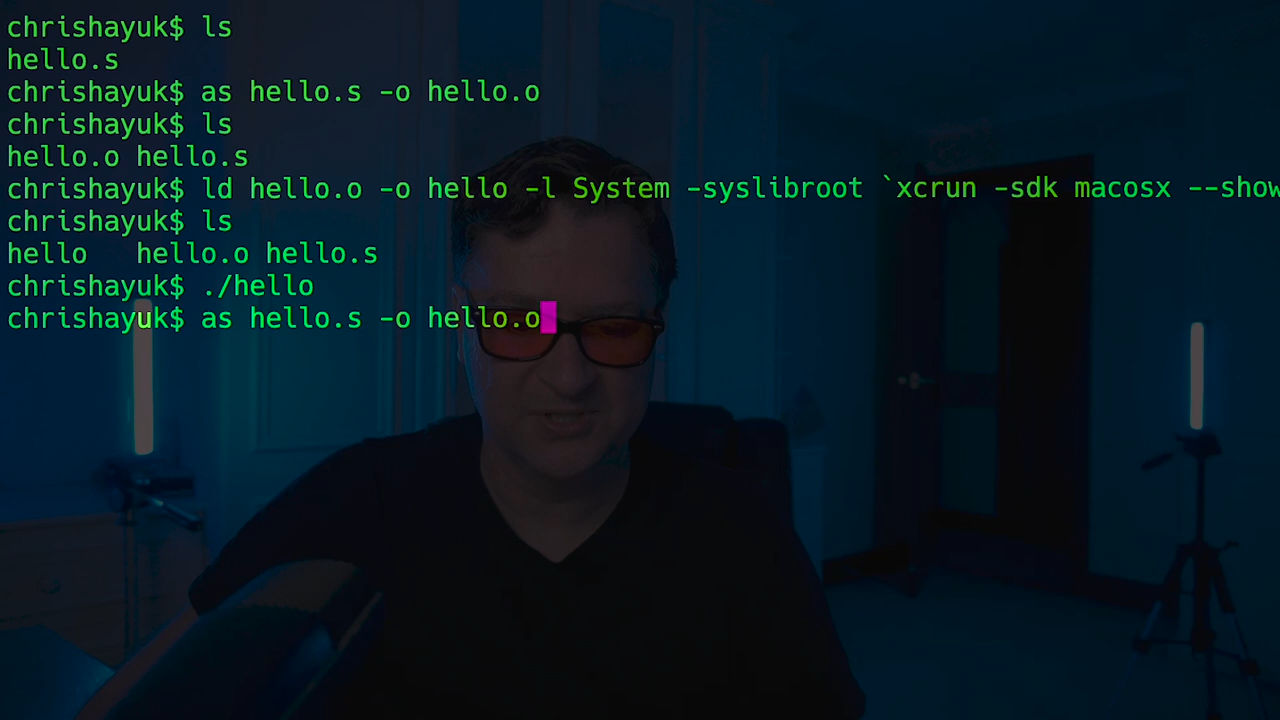 chrishayuk$ ls
hello.s
chrishayuk$ as hello.s -o hello.o
chrishayuk$ ls
hello.o hello.s
chrishayuk$ ld hello.o -o hello -l System -syslibroot `xcrun -sdk macosx --show
chrishayuk$ ls
hello   hello.o hello.s
chrishayuk$ ./hello
chrishayuk$ as hello.s -o hello.o